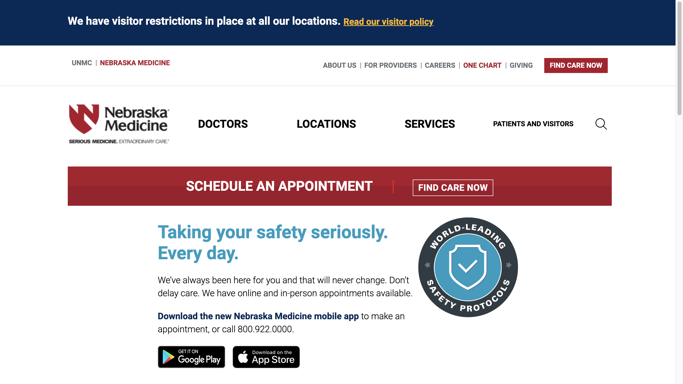 We have visitor restrictions in place at all our locations. Read our visitor policy
UNMC | NEBRASKA MEDICINE
ABOUT US | FOR PROVIDERS | CAREERS | ONE CHART | GIVING FIND CARE NOW
Nebraska
Medicine
SERIOUS MEDICINE. EXTRAORDINARY CARE.®
DOCTORS LOCATIONS SERVICES PATIENTS AND VISITORS
SCHEDULE AN APPOINTMENT | FIND CARE NOW
Taking your safety seriously.
Every day.
We've always been here for you and that will never change. Don't
delay care. We have online and in-person appointments available.
Download the new Nebraska Medicine mobile app to make an
appointment, or call 800.922.0000.
GET IT ON
Google Play
Download on the
App Store
WORLD-LEADING
SAFETY PROTOCOLS